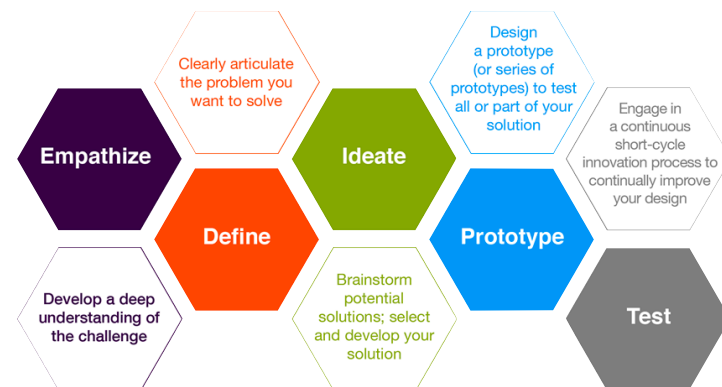 Empathize
Develop a deep
understanding of
the challenge
Clearly articulate
the problem you
want to solve
Define
Ideate
Brainstorm
potential
solutions; select
and develop your
solution
Design
a prototype
(or series of
prototypes) to test
all or part of your
solution
Prototype
Engage in
a continuous
short-cycle
innovation process to
continually improve
your design
Test